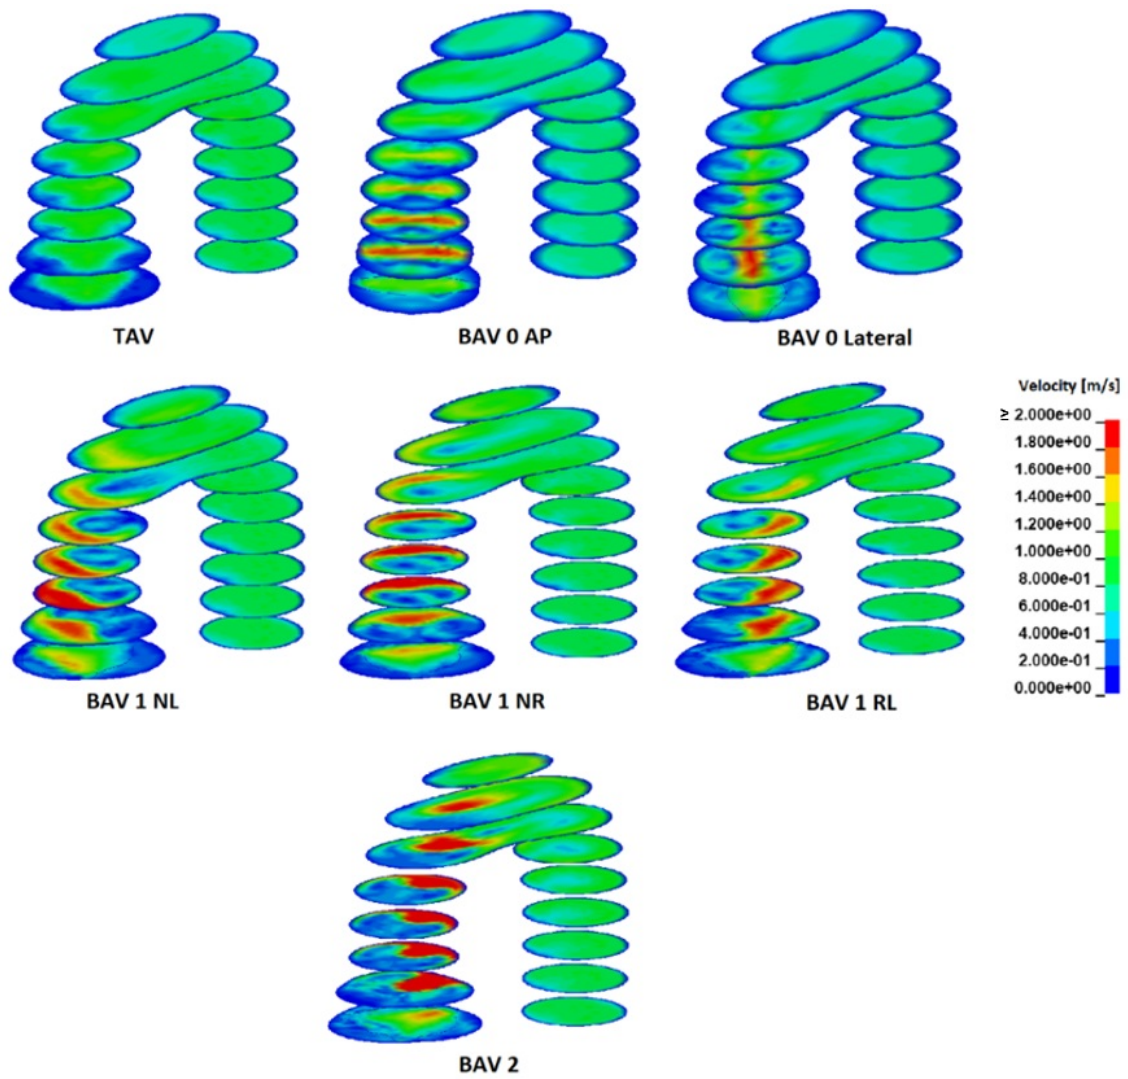 TAV
BAV 0 AP
BAV 0 Lateral
Velocity [m/s]
≥ 2.000e+00
1.800e+00
1.600e+00
1.400e+00
1.200e+00
1.000e+00
8.000e-01
6.000e-01
4.000e-01
2.000e-01
0.000e+00
BAV 1 NL
BAV 1 NR
BAV 1 RL
BAV 2